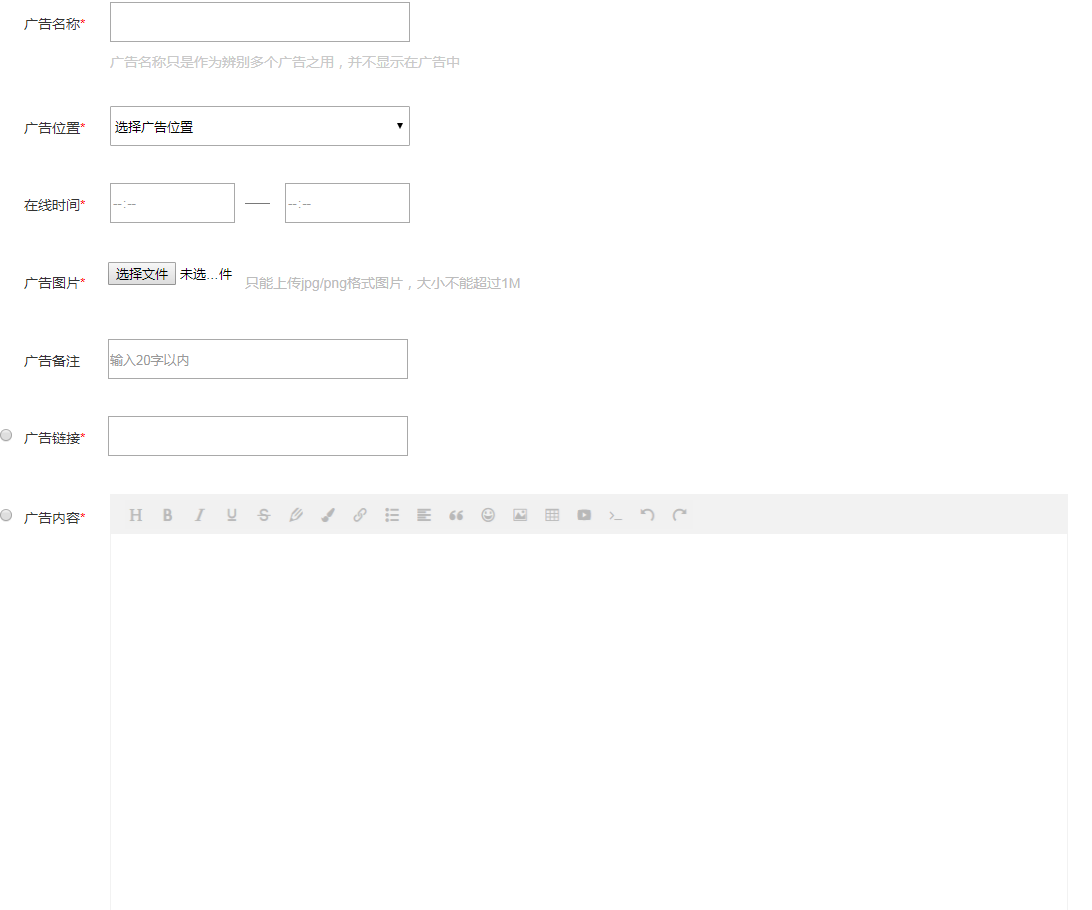 广告名称*
广告名称只是作为辨别多个广告之用，并不显示在广告中
广告位置* 选择广告位置
在线时间* --:-- --:--
广告图片* 选择文件 未选...件 只能上传jpg/png格式图片，大小不能超过1M
广告备注 输入20字以内
广告链接*
广告内容* H B I U S